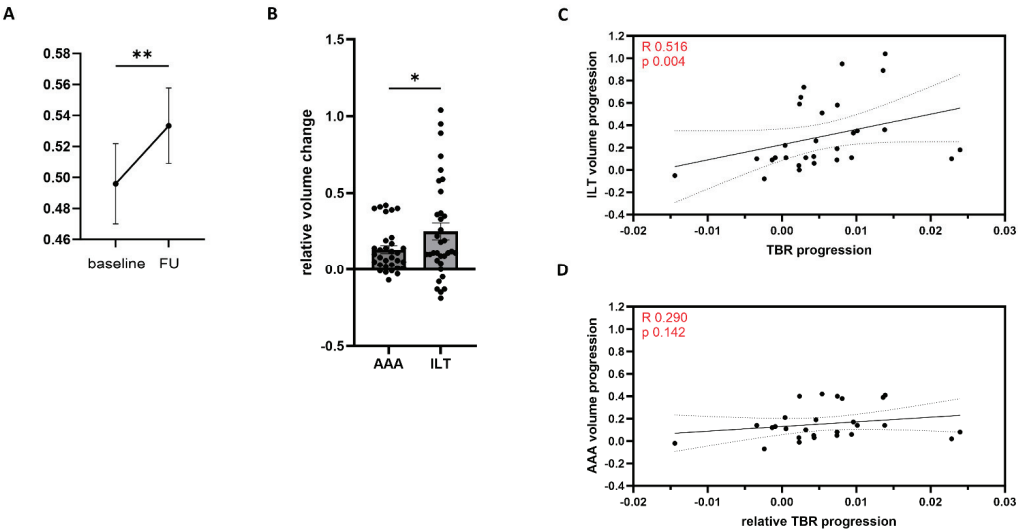 A
**
0.58
0.56
0.54
0.52
0.50
0.48
0.46
baseline
FU
B
*
1.5
1.0
0.5
0.0
-0.5
relative volume change
AAA
ILT
C
R 0.516
p 0.004
1.2
1.0
0.8
0.6
0.4
0.2
0.0
-0.2
-0.4
ILT volume progression
-0.02
-0.01
0.00
0.01
0.02
0.03
TBR progression
D
R 0.290
p 0.142
1.2
1.0
0.8
0.6
0.4
0.2
0.0
-0.2
-0.4
AAA volume progression
-0.02
-0.01
0.00
0.01
0.02
0.03
relative TBR progression